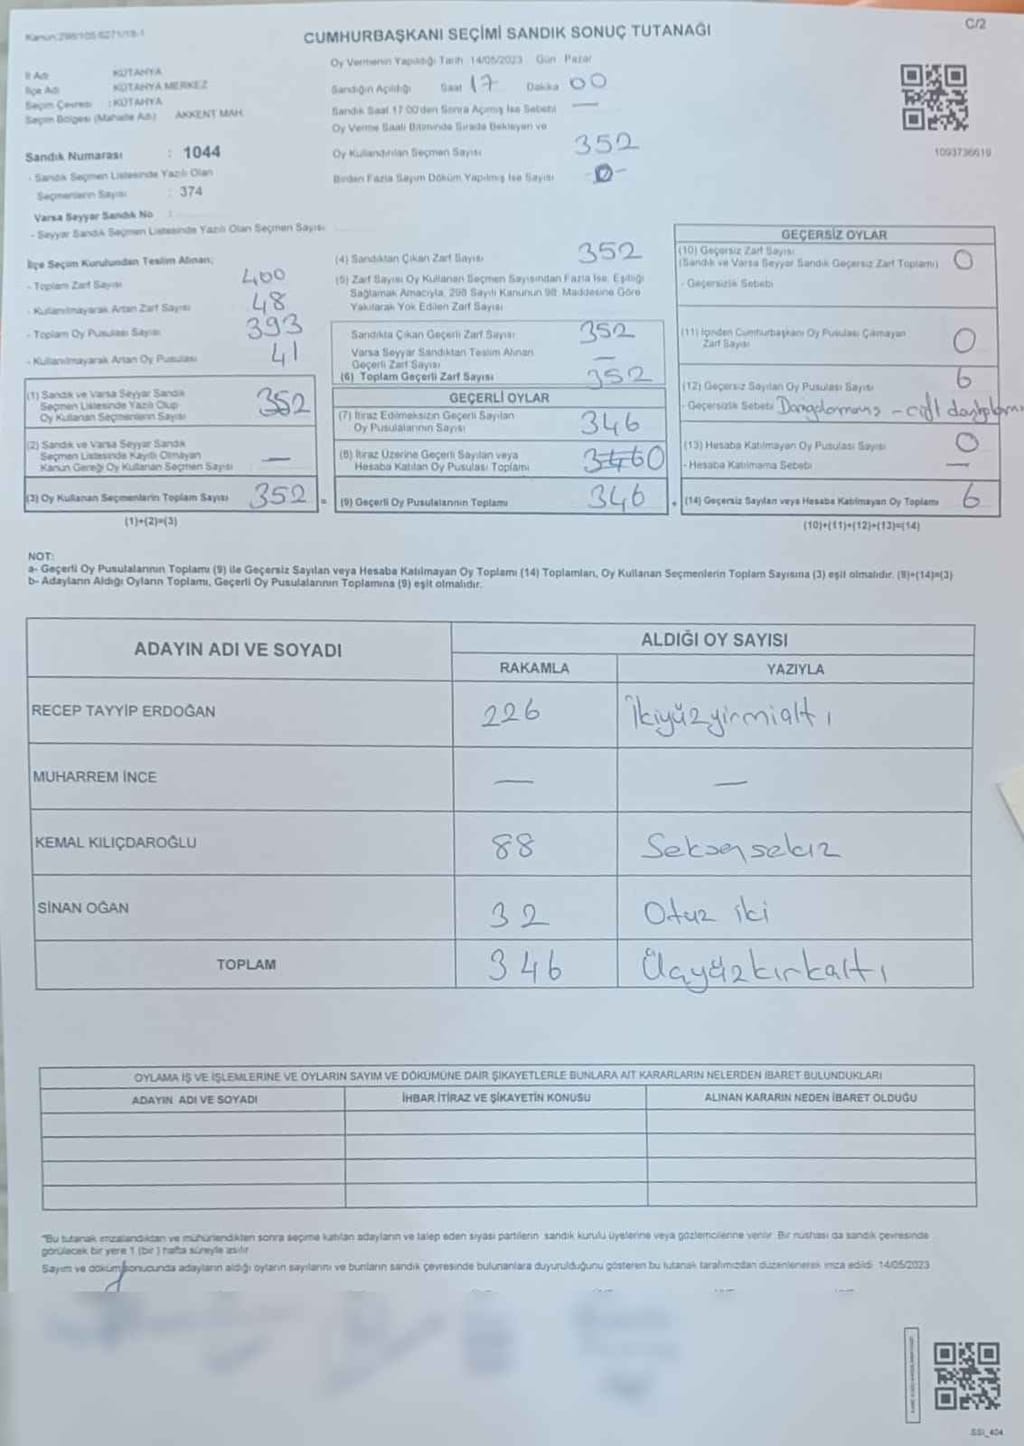 Kanun:298/105-6271/18-1
CUMHURBAŞKANI SEÇİMİ SANDIK SONUÇ TUTANAĞI
C/2
İl Adı KÜTAHYA
İlçe Adı KÜTAHYA MERKEZ
Seçim Çevresi : KÜTAHYA
Seçim Bölgesi (Mahalle Adı) AKKENT MAH.
Sandık Numarası : 1044
- Sandık Seçmen Listesinde Yazılı Olan
Seçmenlerin Sayısı : 374
Varsa Seyyar Sandık No :
- Seyyar Sandık Seçmen Listesinde Yazılı Olan Seçmen Sayısı
Oy Vermenin Yapıldığı Tarih 14/05/2023 Gün Pazar
Sandığın Açıldığı Saat 17 Dakika 00
Sandık Saat 17.00'den Sonra Açımış İse Sebebi —
Oy Verme Saati Bitiminde Sırada Bekleyen ve
Oy Kullandırılan Seçmen Sayısı 352
Birden Fazla Sayım Döküm Yapılmış İse Sayısı -0-
1093736619
İlçe Seçim Kurulundan Teslim Alınan;
- Toplam Zarf Sayısı 400
- Kullanılmayarak Artan Zarf Sayısı 48
- Toplam Oy Pusulası Sayısı 393
- Kullanılmayarak Artan Oy Pusulası 41
(1) Sandık ve Varsa Seyyar Sandık
Seçmen Listesinde Yazılı Olup
Oy Kullanan Seçmenlerin Sayısı 352
(2) Sandık ve Varsa Seyyar Sandık
Seçmen Listesinde Kayıtlı Olmayan
Kanun Gereği Oy Kullanan Seçmen Sayısı —
(3) Oy Kullanan Seçmenlerin Toplam Sayısı 352 =
(1)+(2)=(3)
(4) Sandıktan Çıkan Zarf Sayısı 352
(5) Zarf Sayısı Oy Kullanan Seçmen Sayısından Fazla İse, Eşitliği
Sağlamak Amacıyla, 298 Sayılı Kanunun 98. Maddesine Göre
Yakılarak Yok Edilen Zarf Sayısı
Sandıkta Çıkan Geçerli Zarf Sayısı 352
Varsa Seyyar Sandıktan Teslim Alınan
Geçerli Zarf Sayısı —
(6) Toplam Geçerli Zarf Sayısı 352
GEÇERLİ OYLAR
(7) İtiraz Edilmeksizin Geçerli Sayılan
Oy Pusulalarının Sayısı 346
(8) İtiraz Üzerine Geçerli Sayılan veya
Hesaba Katılan Oy Pusulası Toplamı 346 0
(9) Geçerli Oy Pusulalarının Toplamı 346 +
GEÇERSİZ OYLAR
(10) Geçersiz Zarf Sayısı
(Sandık ve Varsa Seyyar Sandık Geçersiz Zarf Toplamı) 0
- Geçersizlik Sebebi
(11) İçinden Cumhurbaşkanı Oy Pusulası Çıkmayan
Zarf Sayısı 0
(12) Geçersiz Sayılan Oy Pusulası Sayısı 6
- Geçersizlik Sebebi
(13) Hesaba Katılmayan Oy Pusulası Sayısı 0
- Hesaba Katılmama Sebebi —
(14) Geçersiz Sayılan veya Hesaba Katılmayan Oy Toplamı 6
(10)+(11)+(12)+(13)=(14)
NOT:
a- Geçerli Oy Pusulalarının Toplamı (9) ile Geçersiz Sayılan veya Hesaba Katılmayan Oy Toplamı (14) Toplamları, Oy Kullanan Seçmenlerin Toplam Sayısına (3) eşit olmalıdır. (9)+(14)=(3)
b- Adayların Aldığı Oyların Toplamı, Geçerli Oy Pusulalarının Toplamına (9) eşit olmalıdır.
ADAYIN ADI VE SOYADI
ALDIĞI OY SAYISI
RAKAMLA YAZIYLA
RECEP TAYYİP ERDOĞAN 226 İkiyüzyirmialtı
MUHARREM İNCE — —
KEMAL KILIÇDAROĞLU 88 Seksensekiz
SİNAN OĞAN 32 Otuz iki
TOPLAM 346 Üçyüzkırkaltı
OYLAMA İŞ VE İŞLEMLERİNE VE OYLARIN SAYIM VE DÖKÜMÜNE DAİR ŞİKAYETLERLE BUNLARA AİT KARARLARIN NELERDEN İBARET BULUNDUKLARI
ADAYIN ADI VE SOYADI İHBAR İTİRAZ VE ŞİKAYETİN KONUSU ALINAN KARARIN NEDEN İBARET OLDUĞU
"Bu tutanak imzalandıktan ve mühürlendikten sonra seçime katılan adayların ve talep eden siyasi partilerin sandık kurulu üyelerine veya gözlemcilerine verilir. Bir nüshası da sandık çevresinde
görülecek bir yere 1 (bir) hafta süreyle asılır
Sayım ve döküm sonucunda adayların aldığı oyların sayılarını ve bunların sandık çevresinde bulunanlara duyurulduğunu gösteren bu tutanak tarafımızdan düzenlenerek imza edildi 14/05/2023
SSI_404